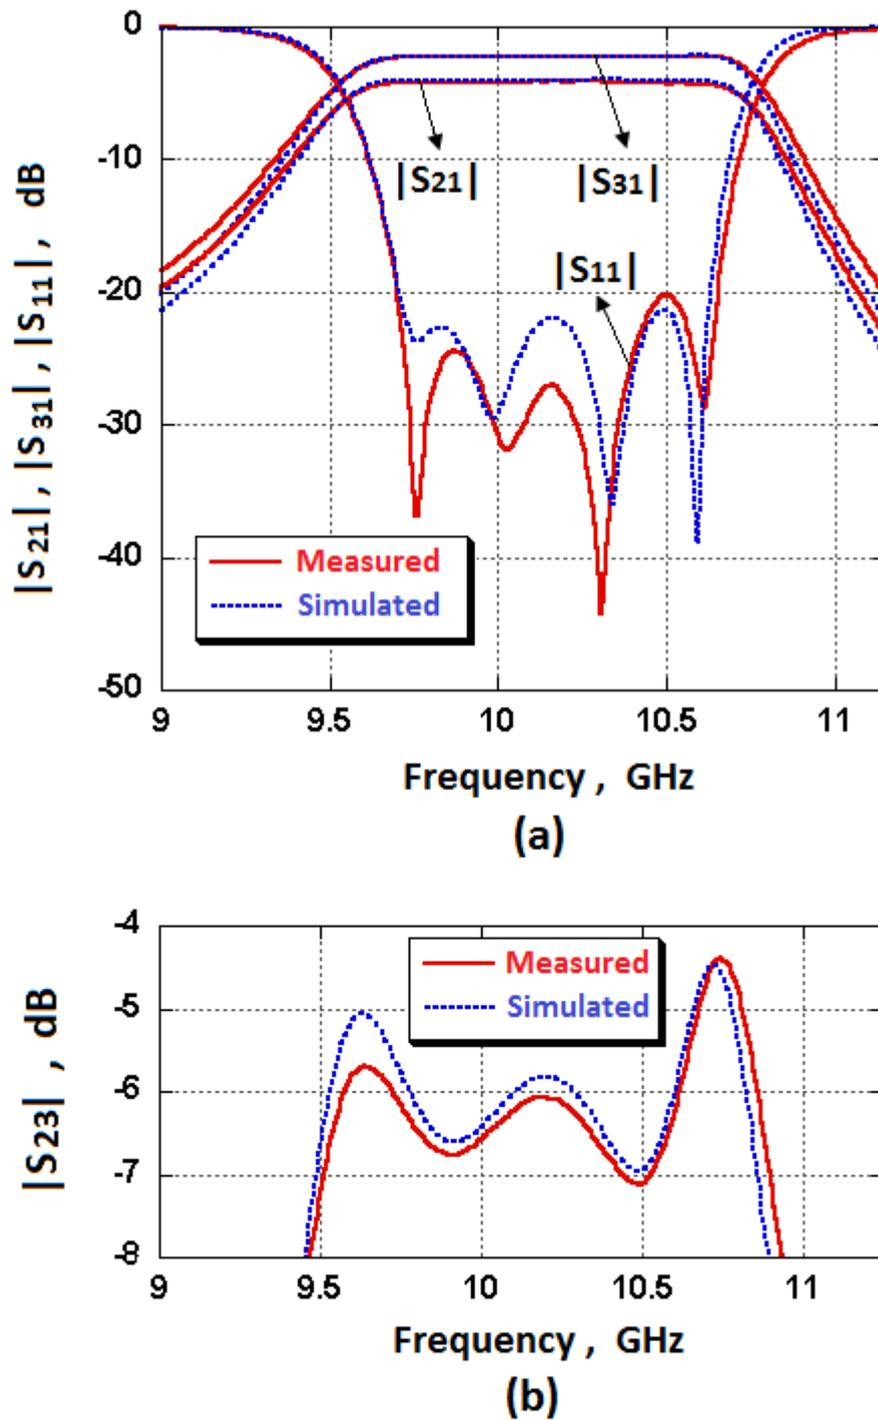 |S21|, |S31|, |S11|, dB
0
-10
-20
-30
-40
-50
|S21|
|S31|
|S11|
Measured
Simulated
9
9.5
10
10.5
11
Frequency , GHz
(a)
|S23| , dB
-4
-5
-6
-7
-8
Measured
Simulated
9
9.5
10
10.5
11
Frequency , GHz
(b)